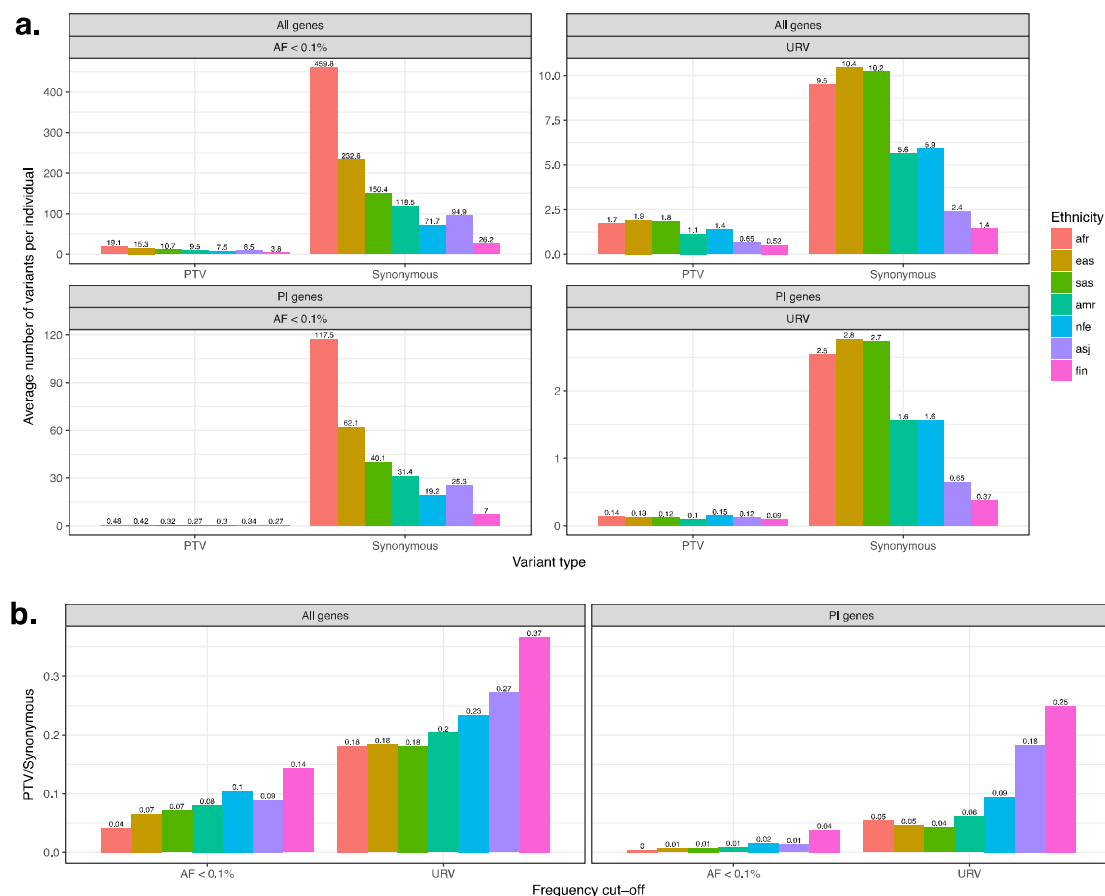 a.
All genes
AF < 0.1%
459.8
232.8
150.4
118.5
71.7
94.9
26.2
19.1
15.3
10.7
9.5
7.5
8.5
3.8
400
300
200
100
0
PTV
Synonymous
All genes
URV
9.5
10.4
10.2
5.6
5.9
2.4
1.4
1.7
1.9
1.8
1.1
1.4
0.65
0.52
10.0
7.5
5.0
2.5
0.0
PTV
Synonymous
PI genes
AF < 0.1%
117.5
62.1
40.1
31.4
19.2
25.3
7
0.46
0.42
0.32
0.27
0.3
0.34
0.27
120
90
60
30
0
PTV
Synonymous
PI genes
URV
2.5
2.8
2.7
1.6
1.6
0.65
0.37
0.14
0.13
0.12
0.1
0.15
0.12
0.09
2
1
0
PTV
Synonymous
Average number of variants per individual
Variant type
Ethnicity
afr
eas
sas
amr
nfe
asj
fin
b.
All genes
0.04
0.07
0.07
0.08
0.1
0.09
0.14
0.18
0.18
0.18
0.2
0.23
0.27
0.37
0.3
0.2
0.1
0.0
AF < 0.1%
URV
PI genes
0
0.01
0.01
0.01
0.02
0.01
0.04
0.05
0.05
0.04
0.06
0.09
0.18
0.25
AF < 0.1%
URV
PTV/Synonymous
Frequency cut–off